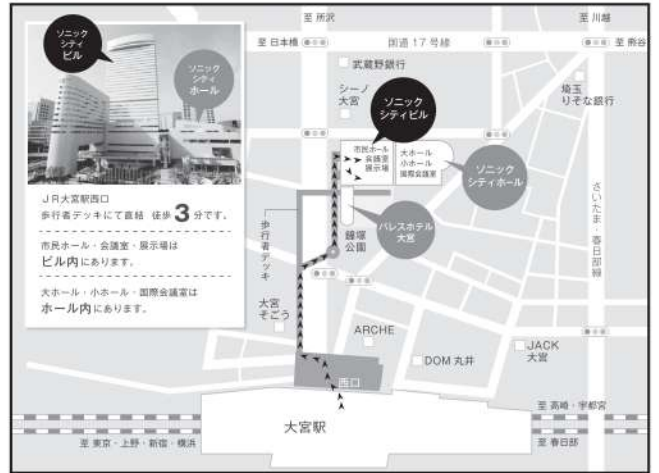 ソニック
シティ
ビル
ソニック
シティ
ホール
JR大宮駅西口
歩行者デッキにて直結 徒歩3分です。
市民ホール・会議室・展示場は
ビル内にあります。
大ホール・小ホール・国際会議室は
ホール内にあります。
至 所沢
至 川越
至 日本橋
国道17号線
至 熊谷
武蔵野銀行
シーノ
大宮
埼玉
りそな銀行
ソニック
シティビル
市民ホール
会議室
展示場
大ホール
小ホール
国際会議室
ソニック
シティホール
パレスホテル
大宮
鐘塚
公園
歩行者デッキ
さいたま・春日部線
大宮
そごう
ARCHE
DOM 丸井
JACK
大宮
西口
大宮駅
至 高崎・宇都宮
至 東京・上野・新宿・横浜
至 春日部